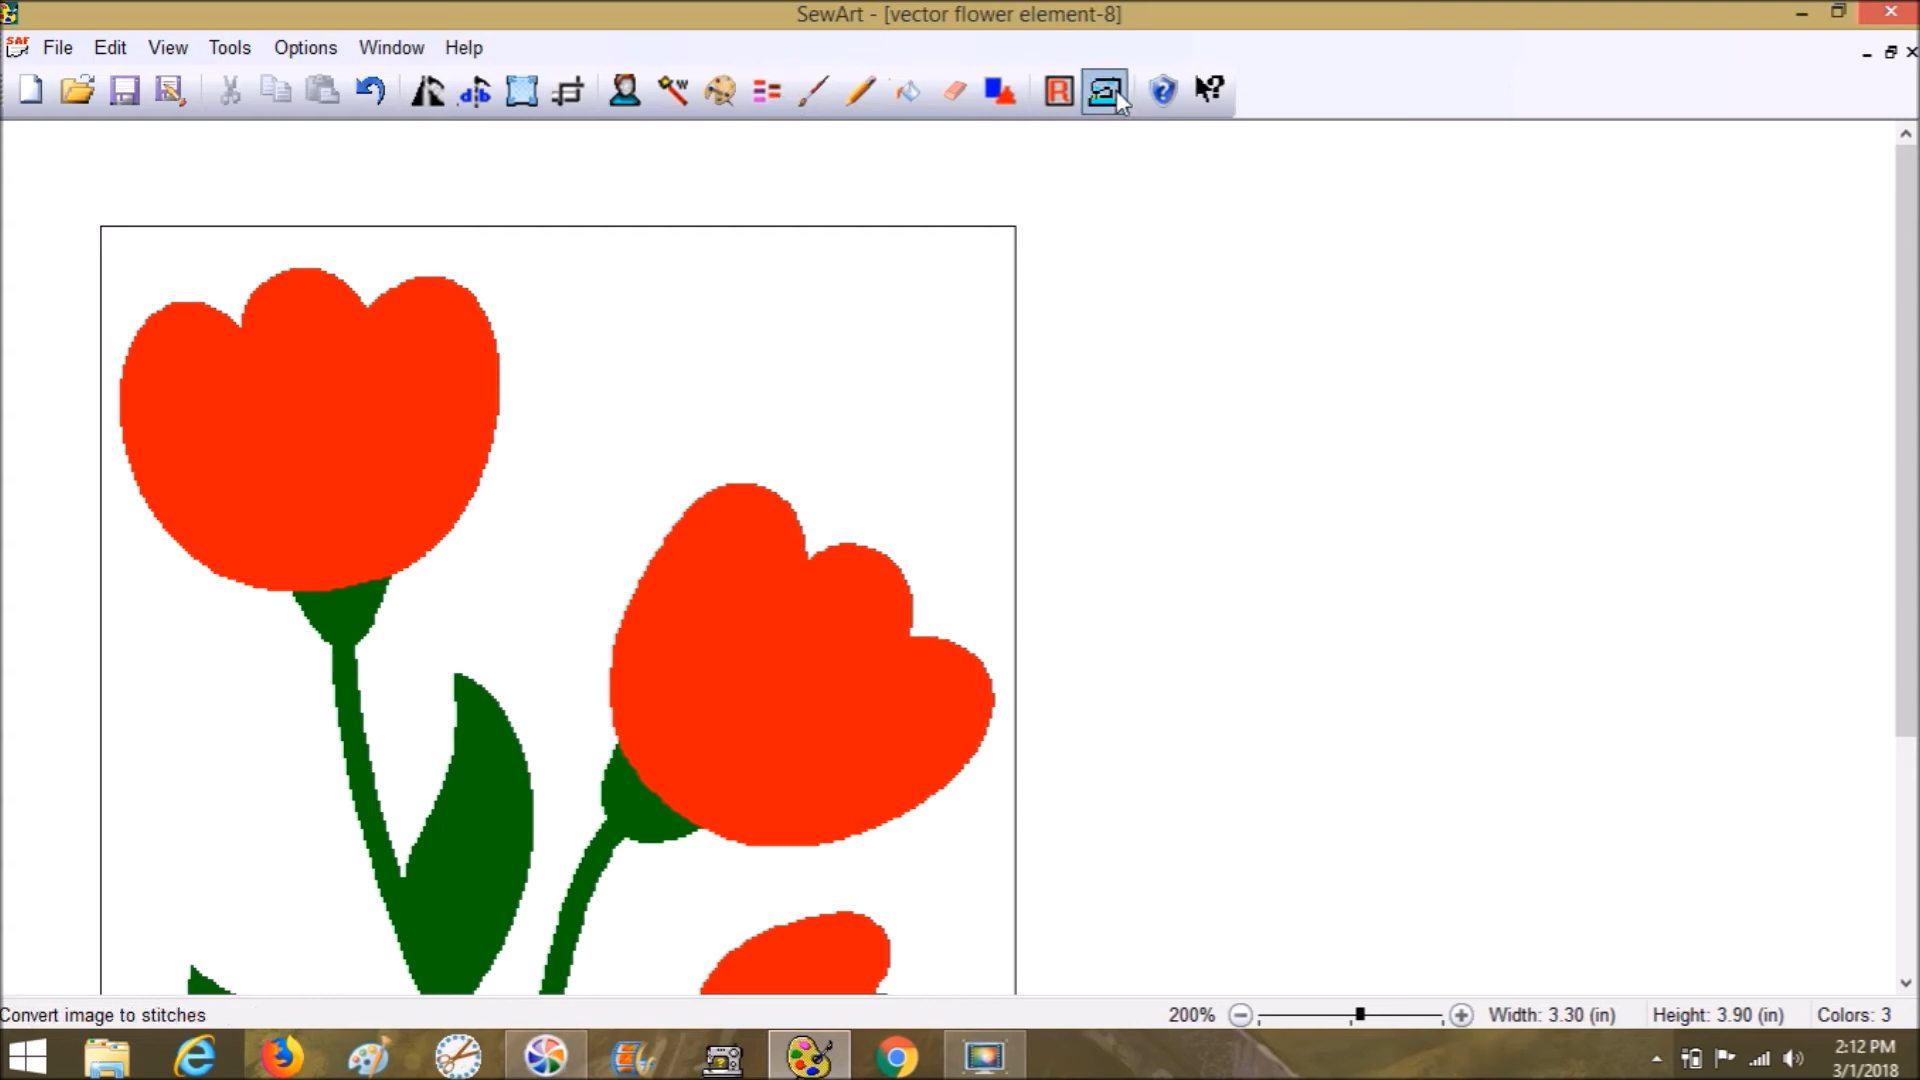 SewArt - [vector flower element-8]
SAF File Edit View Tools Options Window Help
W R ? ?
Convert image to stitches 200% Width: 3.30 (in) Height: 3.90 (in) Colors: 3
2:12 PM
3/1/2018